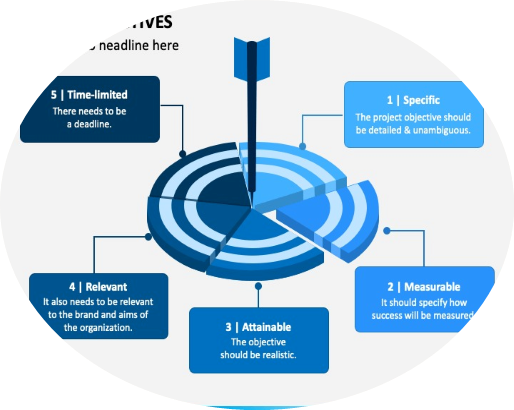 TIVES
headline here
5 | Time-limited
There needs to be
a deadline.
1 | Specific
The project objective should
be detailed & unambiguous.
4 | Relevant
It also needs to be relevant
to the brand and aims of
the organization.
2 | Measurable
It should specify how
success will be measured
3 | Attainable
The objective
should be realistic.